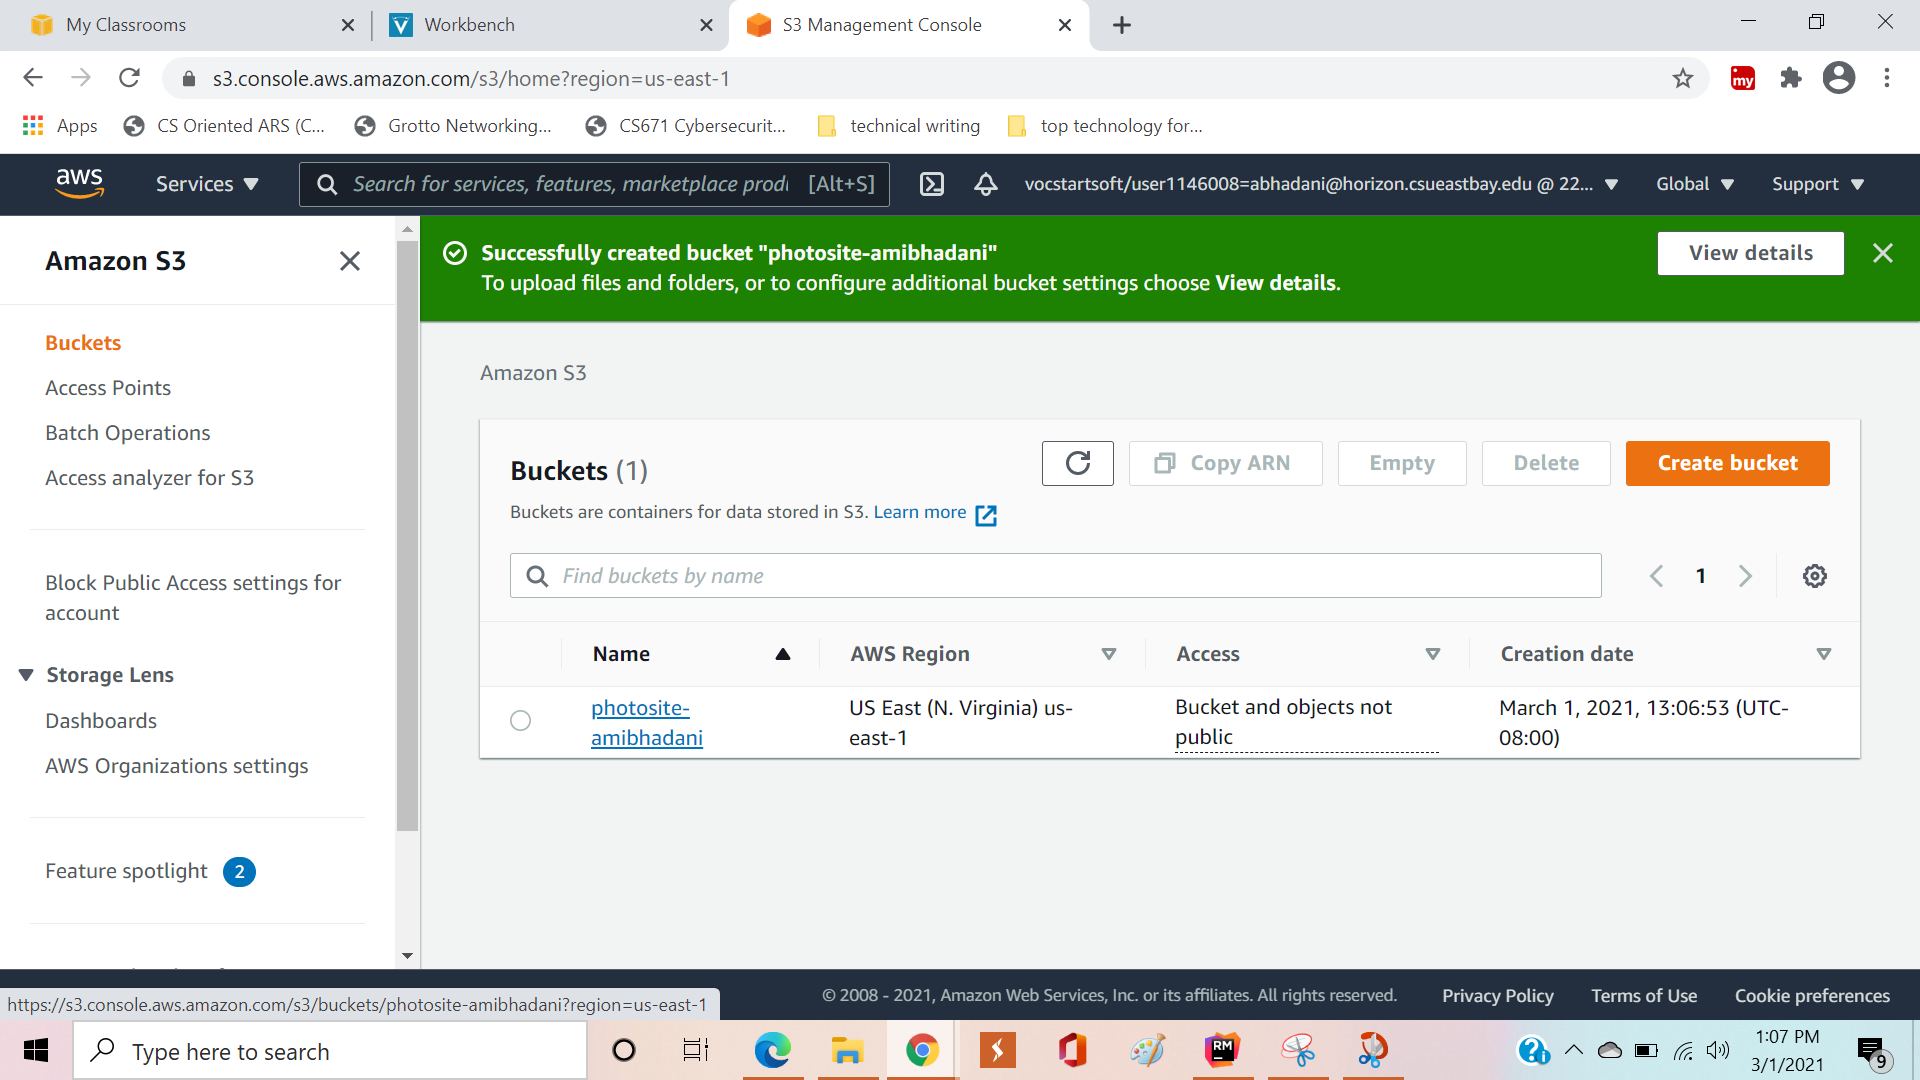 My Classrooms
Workbench
S3 Management Console
s3.console.aws.amazon.com/s3/home?region=us-east-1
my
Apps
CS Oriented ARS (C...
Grotto Networking...
CS671 Cybersecurit...
technical writing
top technology for...
aws
Services
Search for services, features, marketplace prod
[Alt+S]
vocstartsoft/user1146008=abhadani@horizon.csueastbay.edu @ 22...
Global
Support
Amazon S3
Buckets
Access Points
Batch Operations
Access analyzer for S3
Block Public Access settings for
account
Storage Lens
Dashboards
AWS Organizations settings
Feature spotlight 2
Successfully created bucket "photosite-amibhadani"
To upload files and folders, or to configure additional bucket settings choose View details.
View details
Amazon S3
Buckets (1)
Copy ARN
Empty
Delete
Create bucket
Buckets are containers for data stored in S3. Learn more
Find buckets by name
1
Name
AWS Region
Access
Creation date
photosite-
amibhadani
US East (N. Virginia) us-
east-1
Bucket and objects not
public
March 1, 2021, 13:06:53 (UTC-
08:00)
https://s3.console.aws.amazon.com/s3/buckets/photosite-amibhadani?region=us-east-1
© 2008 - 2021, Amazon Web Services, Inc. or its affiliates. All rights reserved.
Privacy Policy
Terms of Use
Cookie preferences
Type here to search
RM
1:07 PM
3/1/2021
9